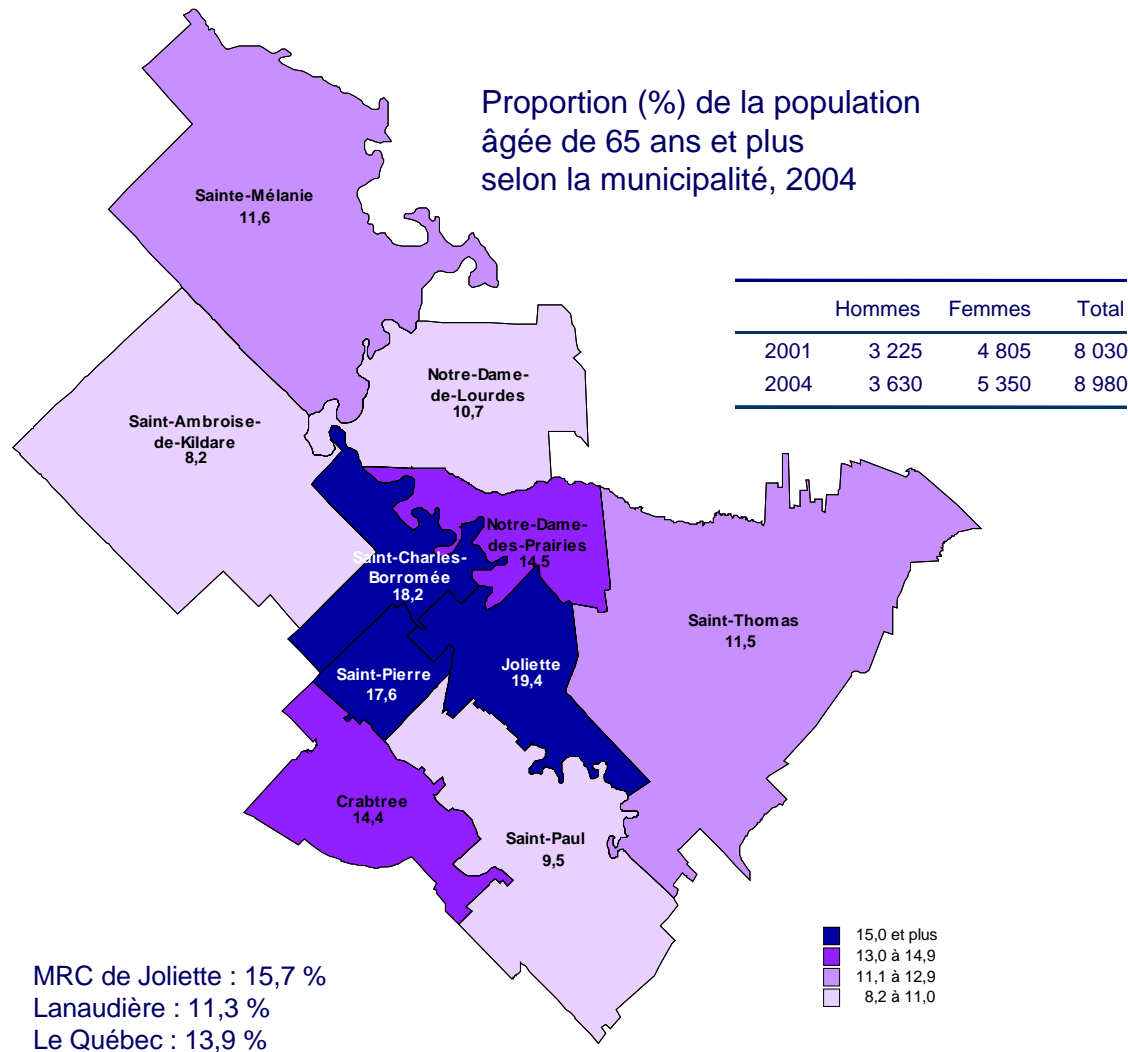 Proportion (%) de la population
âgée de 65 ans et plus
selon la municipalité, 2004
Sainte-Mélanie
11,6
Hommes Femmes Total
2001 3 225 4 805 8 030
2004 3 630 5 350 8 980
Notre-Dame-
de-Lourdes
10,7
Saint-Ambroise-
de-Kildare
8,2
Notre-Dame-
des-Prairies
14,5
Saint-Charles-
Borromée
18,2
Saint-Thomas
11,5
Joliette
19,4
Saint-Pierre
17,6
Crabtree
14,4
Saint-Paul
9,5
15,0 et plus
13,0 à 14,9
11,1 à 12,9
8,2 à 11,0
MRC de Joliette : 15,7 %
Lanaudière : 11,3 %
Le Québec : 13,9 %